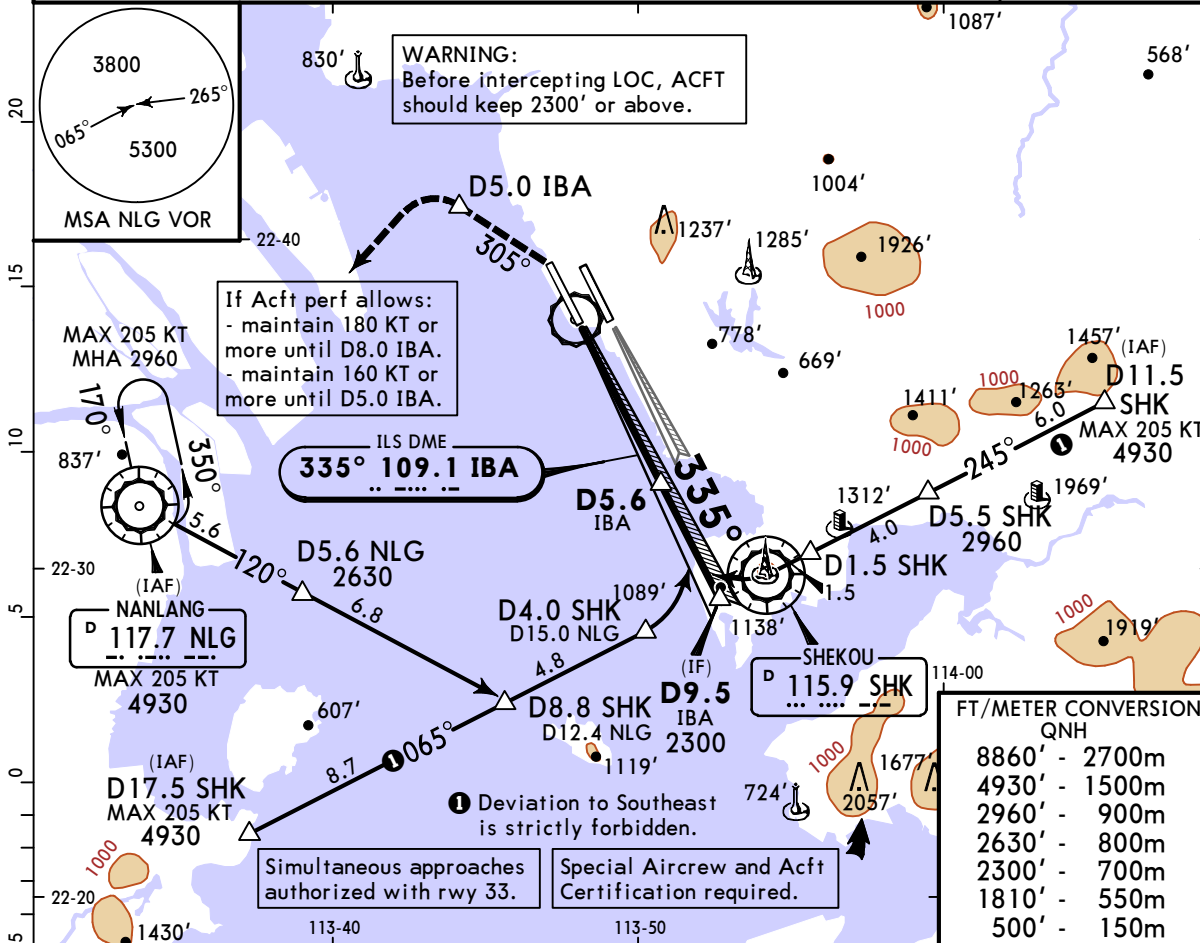 3800
265°
065°
5300
MSA NLG VOR
830'
WARNING:
Before intercepting LOC, ACFT
should keep 2300' or above.
1087'
568'
20
1004'
D5.0 IBA
305°
22-40
1237'
1285'
1926'
1000
15
If Acft perf allows:
- maintain 180 KT or
more until D8.0 IBA.
- maintain 160 KT or
more until D5.0 IBA.
778'
669'
MAX 205 KT
MHA 2960
170°
350°
837'
10
ILS DME
335° 109.1 IBA
335°
D5.6
IBA
1457'
(IAF)
D11.5
SHK
MAX 205 KT
4930
1000
1263'
1411'
1000
6.0
1
245°
1969'
1312'
4.0
D5.5 SHK
2960
D1.5 SHK
1.5
5.6
120°
D5.6 NLG
2630
6.8
22-30
(IAF)
NANLANG
D 117.7 NLG
MAX 205 KT
4930
5
1089'
D4.0 SHK
D15.0 NLG
4.8
1138'
(IF)
D9.5
IBA
2300
SHEKOU
D 115.9 SHK
1000
1919'
114-00
607'
D8.8 SHK
D12.4 NLG
1119'
1 065°
8.7
(IAF)
D17.5 SHK
MAX 205 KT
4930
0
1000
1677'
2057'
724'
1 Deviation to Southeast
is strictly forbidden.
Simultaneous approaches
authorized with rwy 33.
Special Aircrew and Acft
Certification required.
1000
22-20
1430'
113-40
113-50
5
FT/METER CONVERSION
QNH
8860' - 2700m
4930' - 1500m
2960' - 900m
2630' - 800m
2300' - 700m
1810' - 550m
500' - 150m